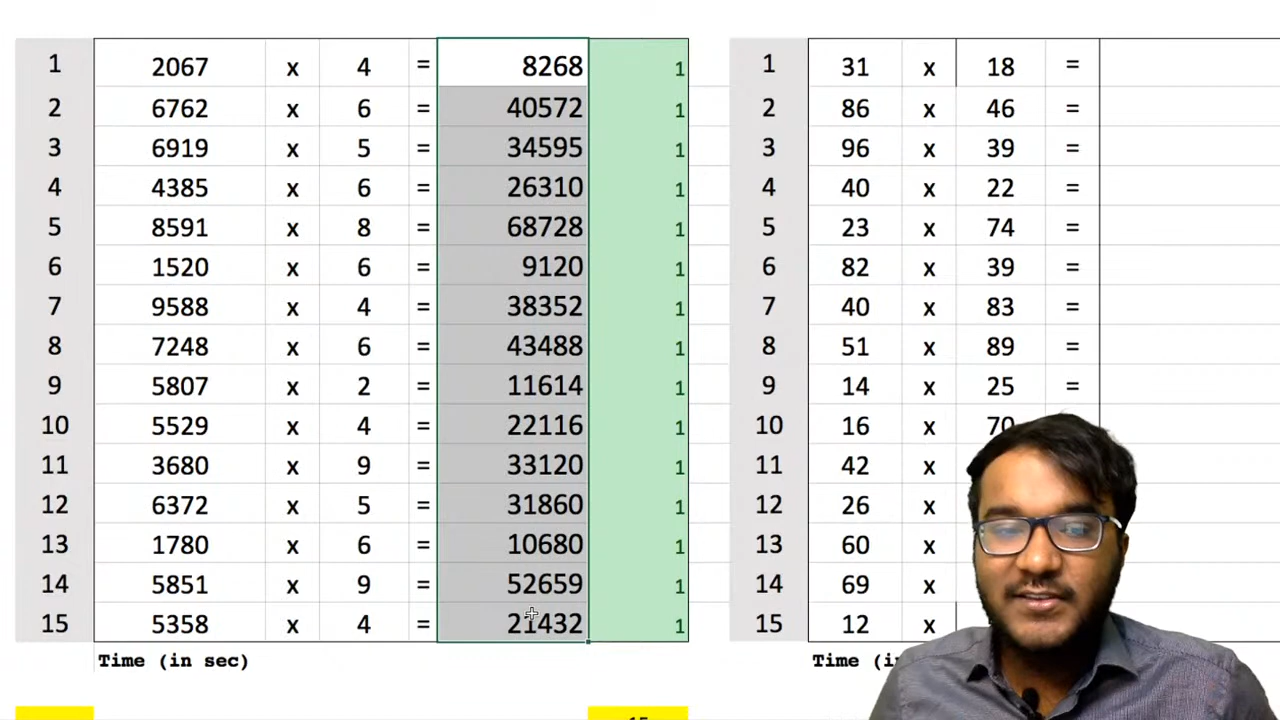 1 2067 x 4 = 8268 1
2 6762 x 6 = 40572 1
3 6919 x 5 = 34595 1
4 4385 x 6 = 26310 1
5 8591 x 8 = 68728 1
6 1520 x 6 = 9120 1
7 9588 x 4 = 38352 1
8 7248 x 6 = 43488 1
9 5807 x 2 = 11614 1
10 5529 x 4 = 22116 1
11 3680 x 9 = 33120 1
12 6372 x 5 = 31860 1
13 1780 x 6 = 10680 1
14 5851 x 9 = 52659 1
15 5358 x 4 = 21432 1
Time (in sec)
1 31 x 18 =
2 86 x 46 =
3 96 x 39 =
4 40 x 22 =
5 23 x 74 =
6 82 x 39 =
7 40 x 83 =
8 51 x 89 =
9 14 x 25 =
10 16 x 70
11 42 x
12 26 x
13 60 x
14 69 x
15 12 x
Time